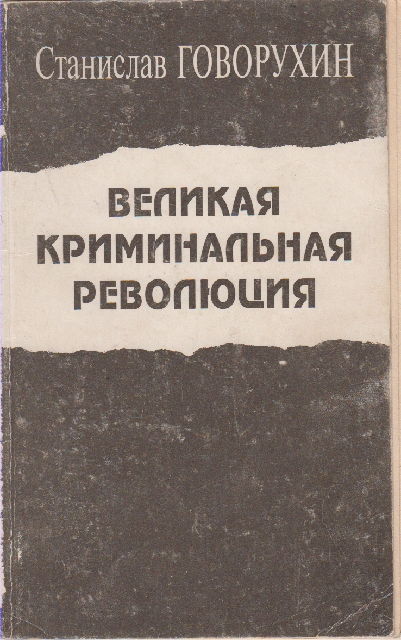 Станислав ГОВОРУХИН
ВЕЛИКАЯ
КРИМИНАЛЬНАЯ
РЕВОЛЮЦИЯ